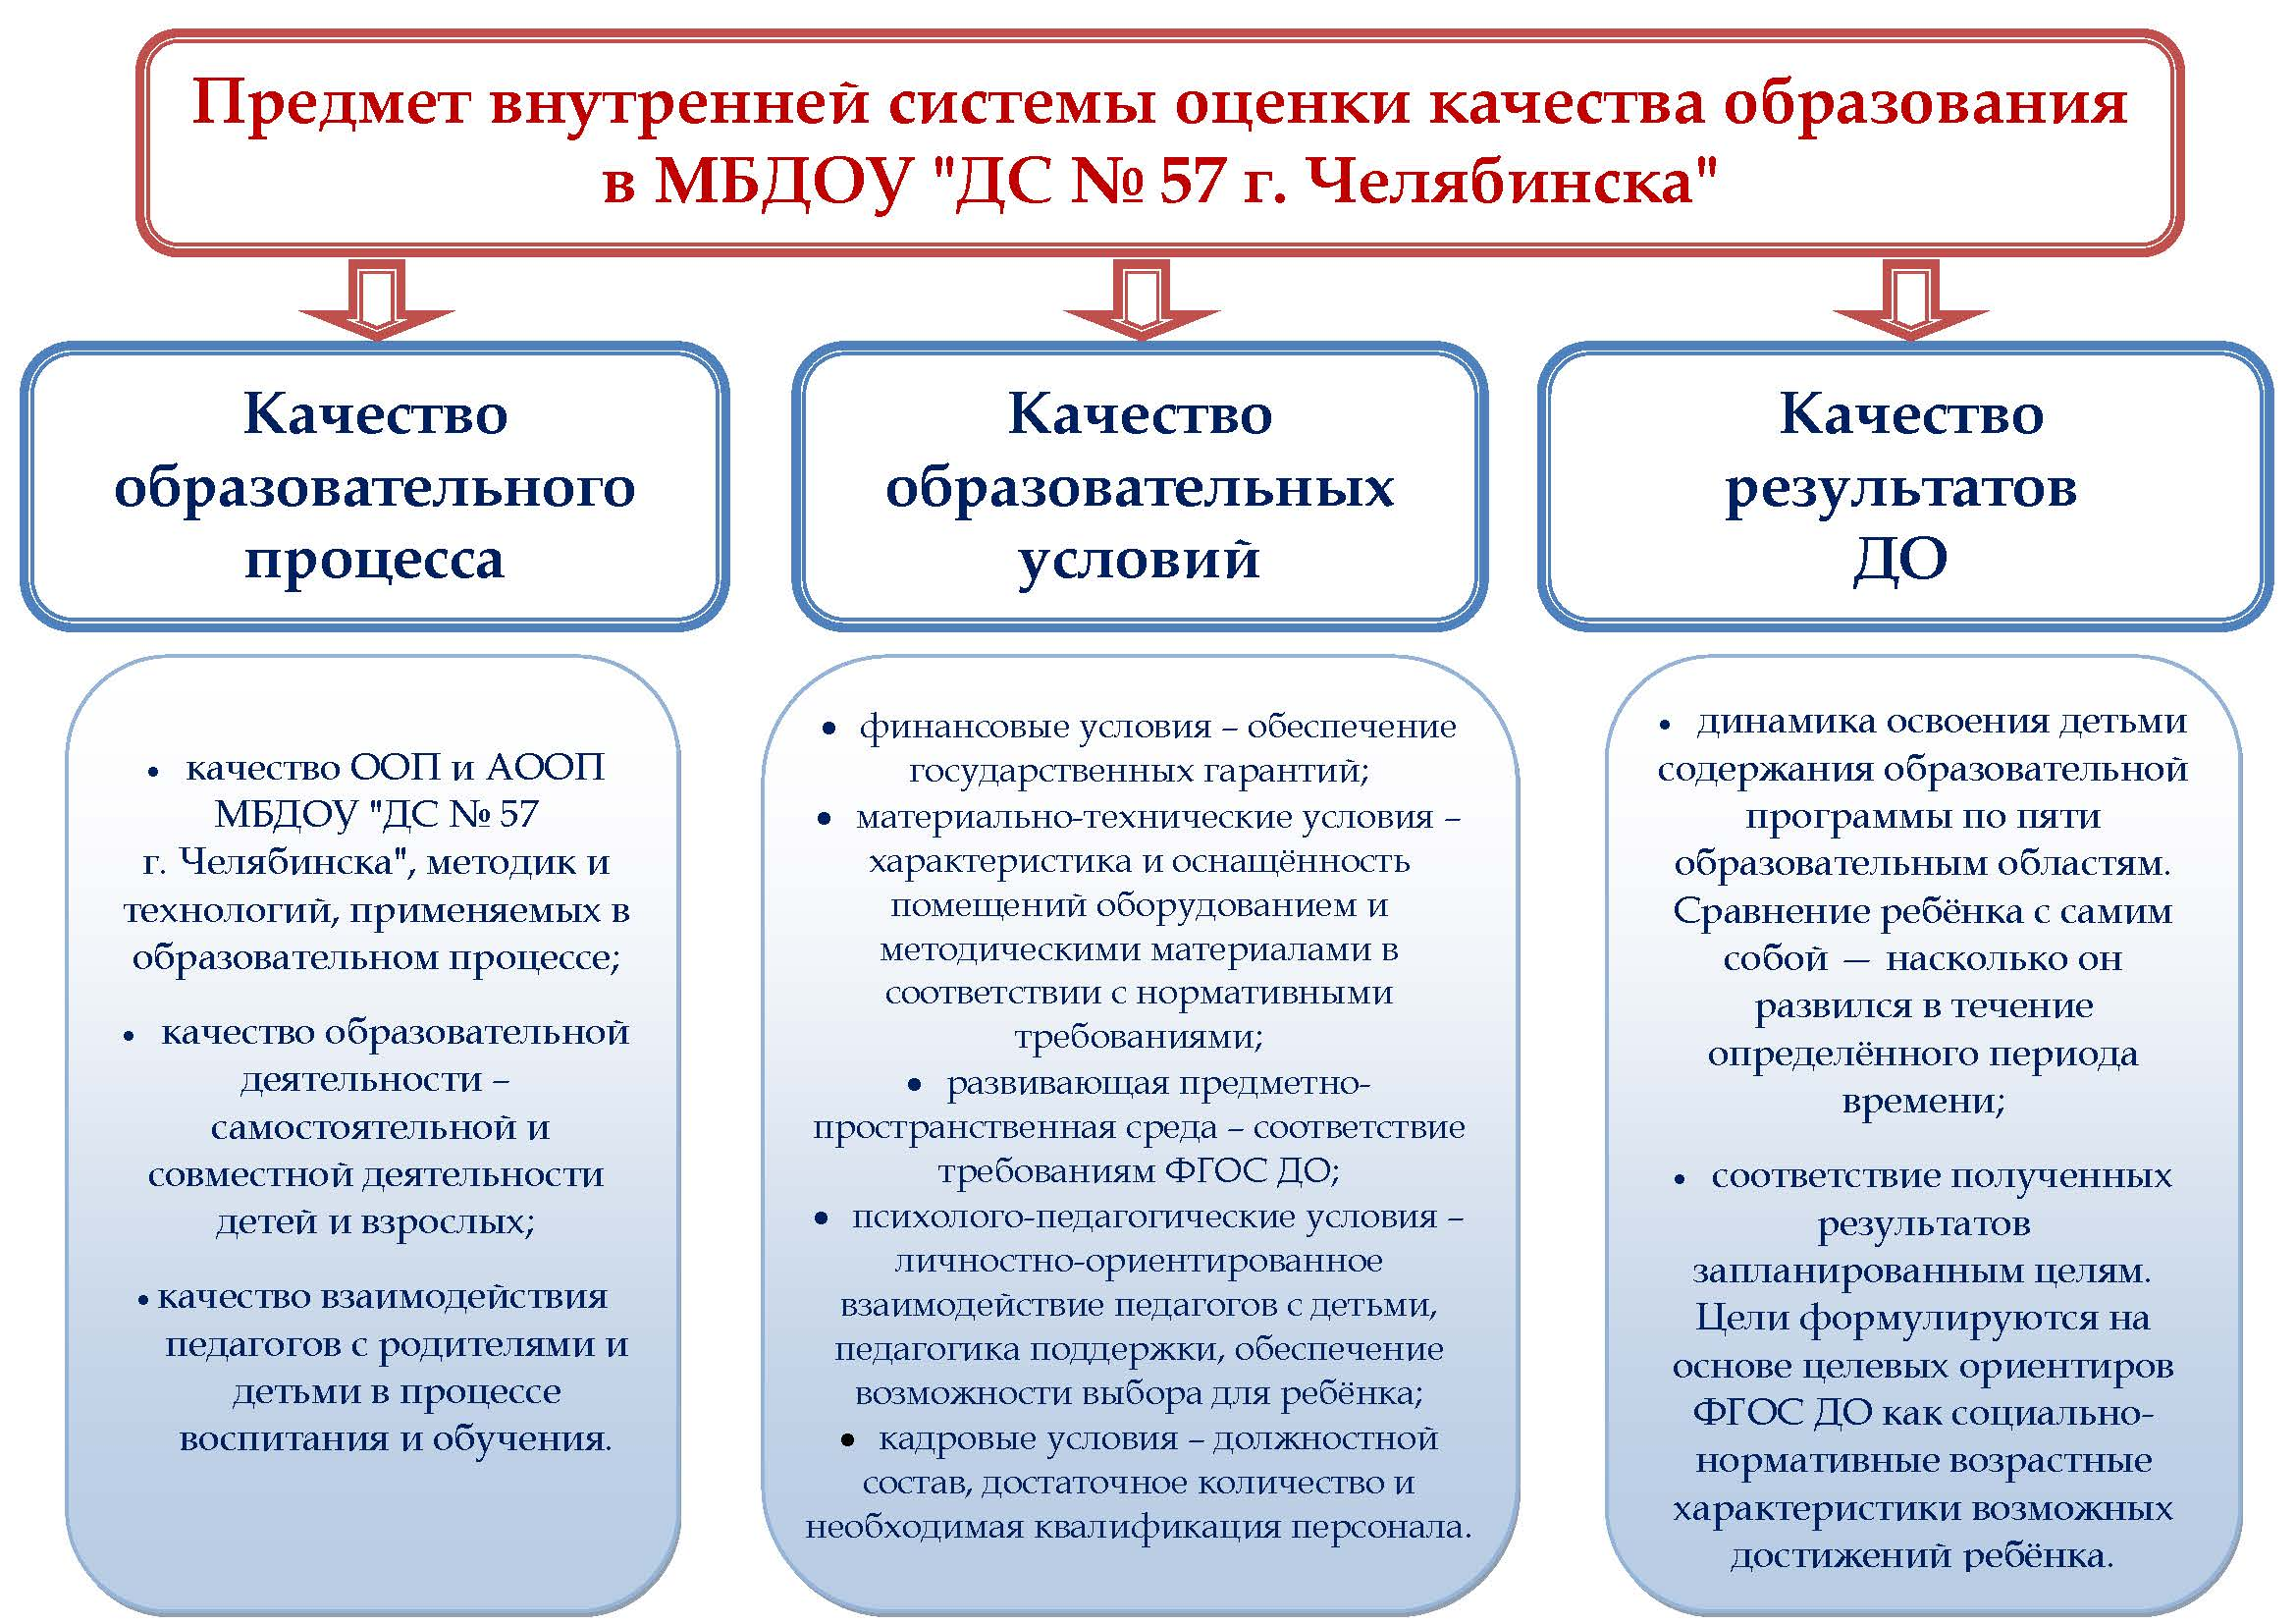 Предмет внутренней системы оценки качества образования
в МБДОУ "ДС № 57 г. Челябинска"
Качество
образовательного
процесса
• качество ООП и АООП
МБДОУ "ДС № 57
г. Челябинска", методик и
технологий, применяемых в
образовательном процессе;
• качество образовательной
деятельности –
самостоятельной и
совместной деятельности
детей и взрослых;
• качество взаимодействия
педагогов с родителями и
детьми в процессе
воспитания и обучения.
Качество
образовательных
условий
• финансовые условия – обеспечение
государственных гарантий;
• материально-технические условия –
характеристика и оснащённость
помещений оборудованием и
методическими материалами в
соответствии с нормативными
требованиями;
• развивающая предметно-
пространственная среда – соответствие
требованиям ФГОС ДО;
• психолого-педагогические условия –
личностно-ориентированное
взаимодействие педагогов с детьми,
педагогика поддержки, обеспечение
возможности выбора для ребёнка;
• кадровые условия – должностной
состав, достаточное количество и
необходимая квалификация персонала.
Качество
результатов
ДО
• динамика освоения детьми
содержания образовательной
программы по пяти
образовательным областям.
Сравнение ребёнка с самим
собой — насколько он
развился в течение
определённого периода
времени;
• соответствие полученных
результатов
запланированным целям.
Цели формулируются на
основе целевых ориентиров
ФГОС ДО как социально-
нормативные возрастные
характеристики возможных
достижений ребёнка.